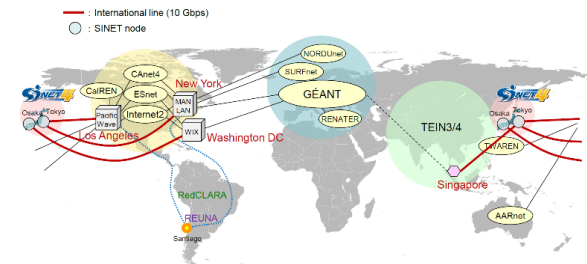 : International line (10 Gbps)
: SINET node
SINET4
Osaka
Tokyo
CalREN
CAnet4
ESnet
Internet2
Pacific
Wave
Los Angeles
New York
MAN
LAN
WIX
Washington DC
NORDUnet
SURFnet
GÉANT
RENATER
TEIN3/4
SINET4
Osaka
Tokyo
TWAREN
Singapore
AARnet
RedCLARA
REUNA
Santiago